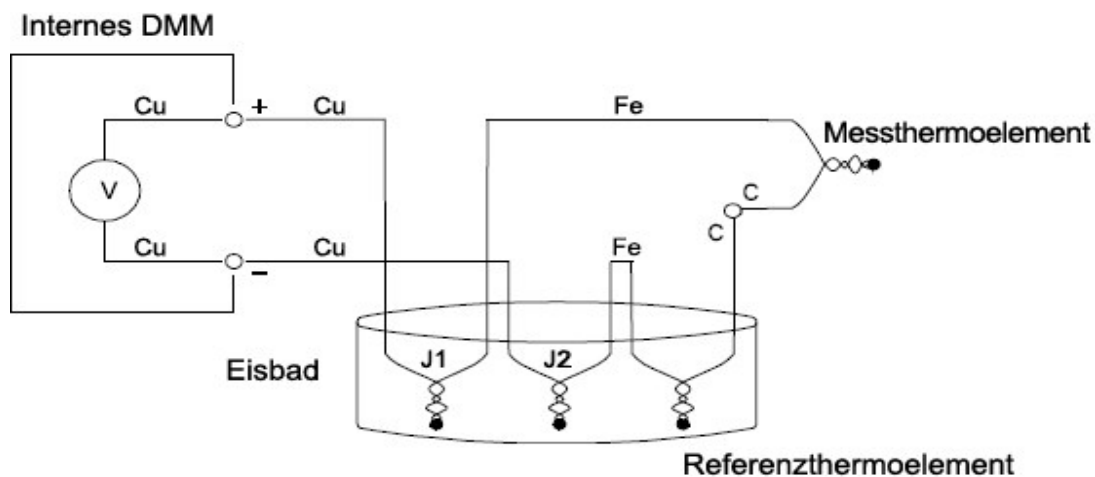 Internes DMM
Cu
+
Cu
Fe
Messthermoelement
V
C
C
Cu
–
Cu
Fe
J1
J2
Eisbad
Referenzthermoelement